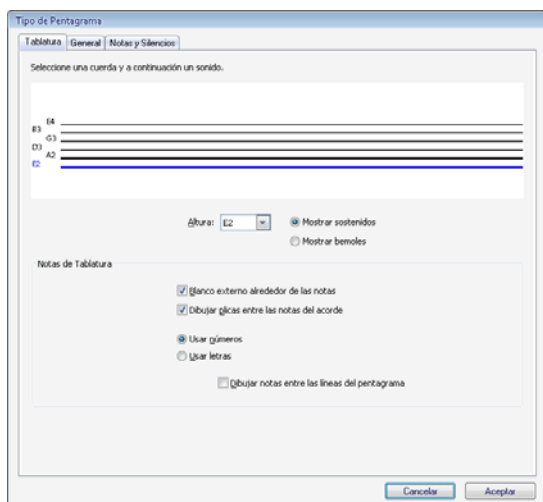 Tipo de Pentagrama
Tablatura General Notas y Silencios
Seleccione una cuerda y a continuación un sonido.
E4
B3
G3
D3
A2
E2
Altura: E2 Mostrar sostenidos
Mostrar bemoles
Notas de Tablatura
Blanco externo alrededor de las notas
Dibujar plicas entre las notas del acorde
Usar números
Usar letras
Dibujar notas entre las líneas del pentagrama
Cancelar Aceptar